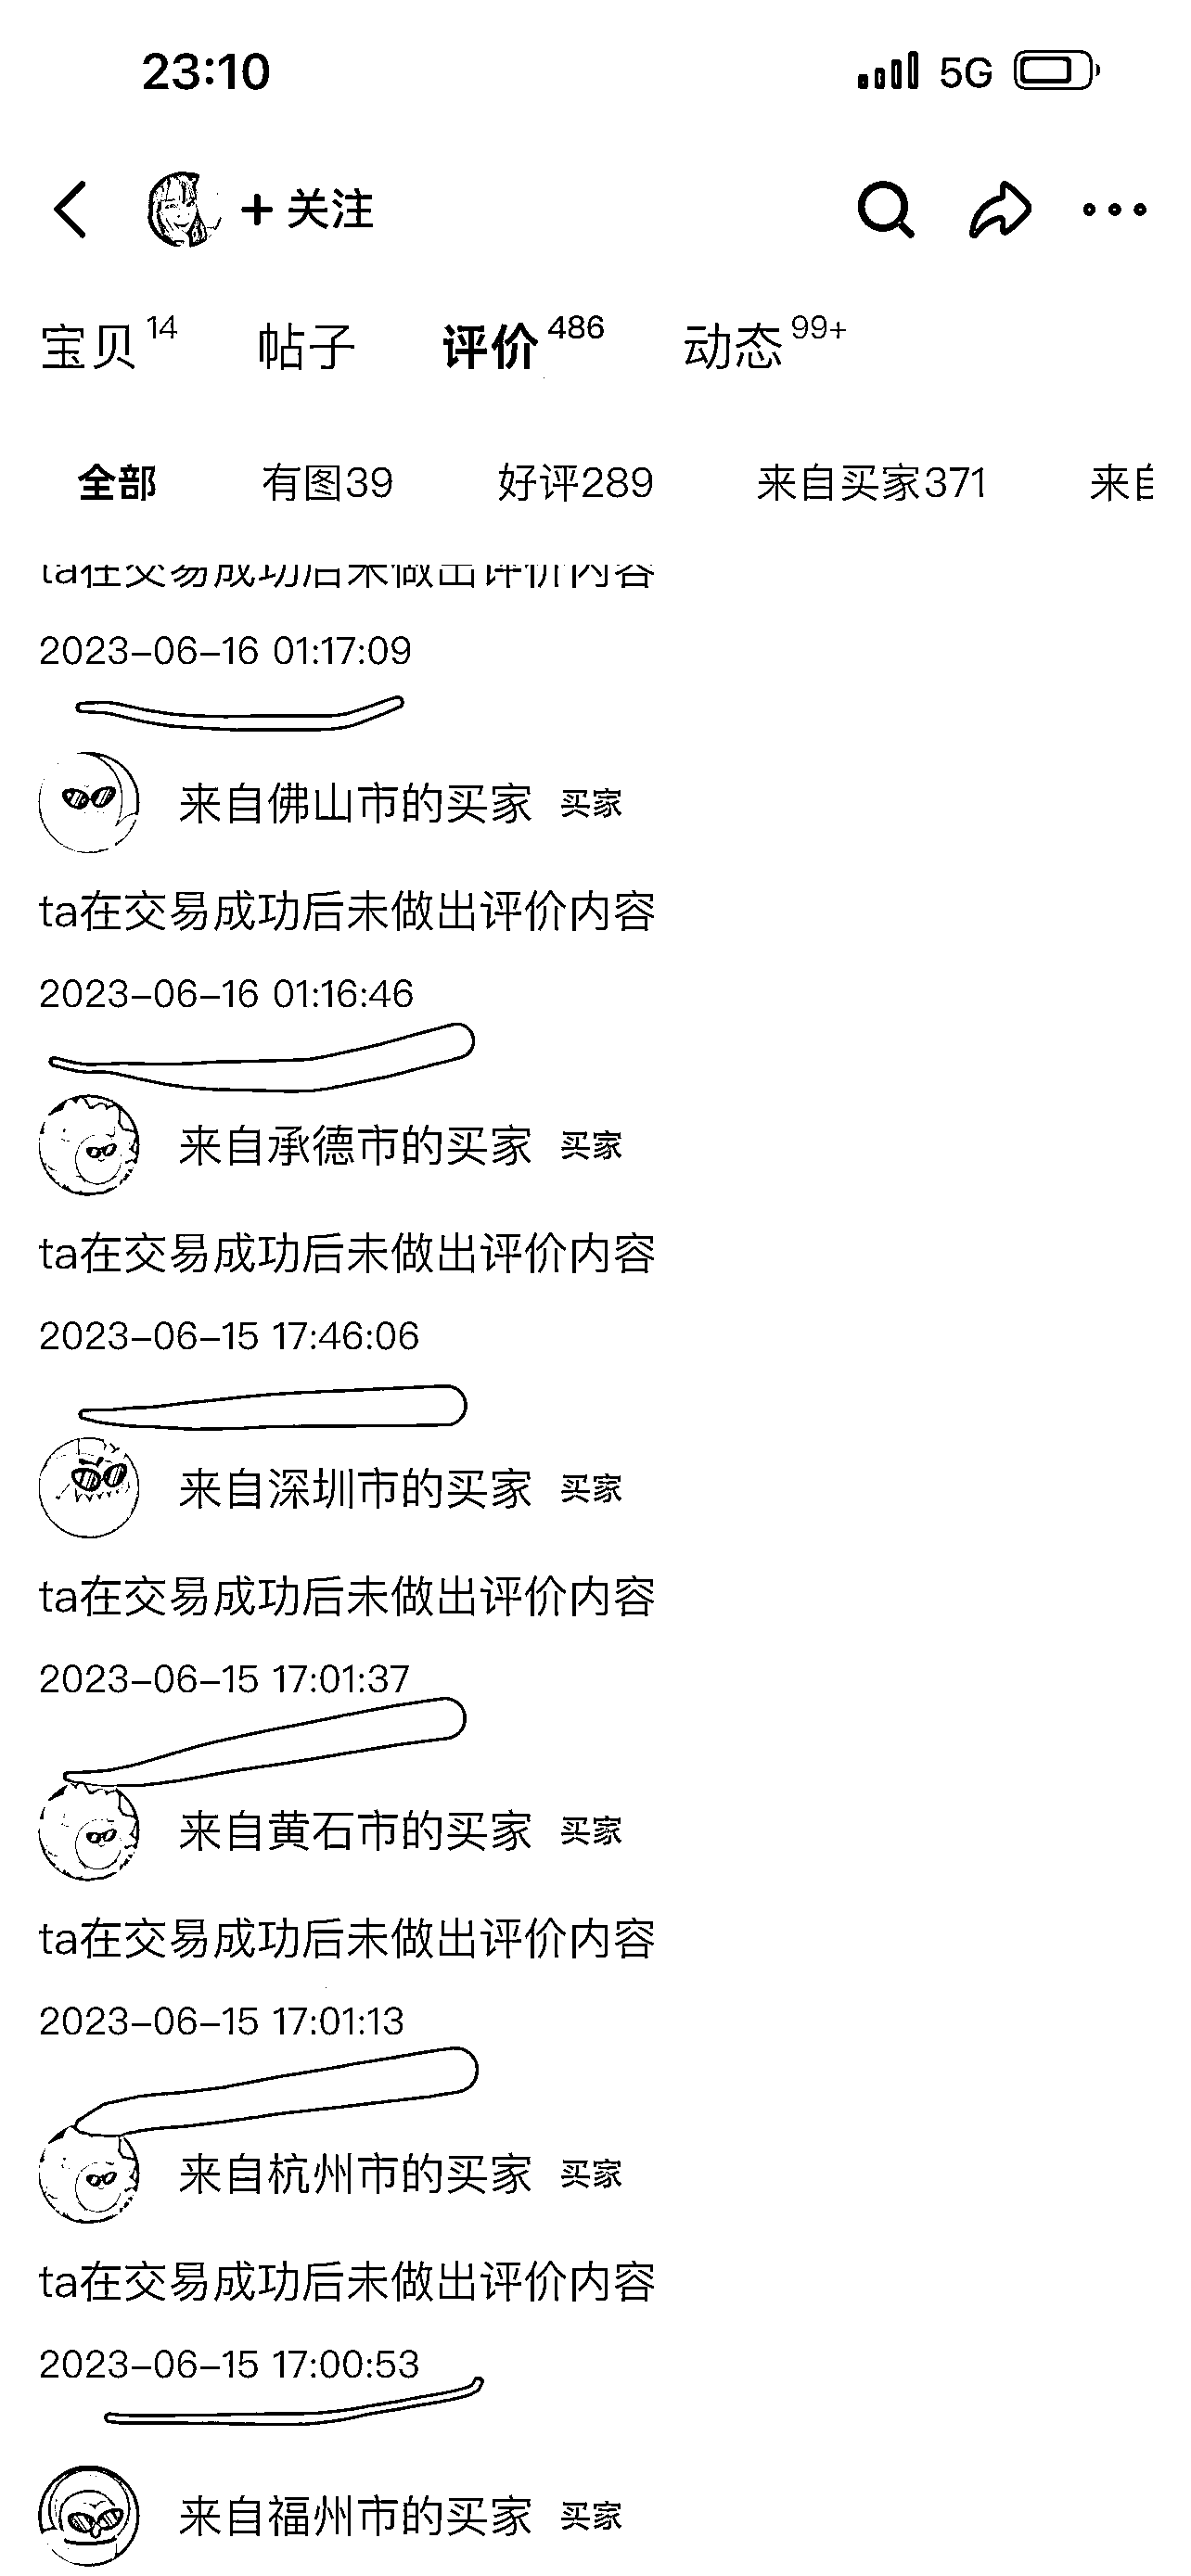 23:10 5G
+ 关注
宝贝 14 帖子 评价 486 动态 99+
全部 有图39 好评289 来自买家371 来自
ta在交易成功后未做出评价内容
2023-06-16 01:17:09
来自佛山市的买家 买家
ta在交易成功后未做出评价内容
2023-06-16 01:16:46
来自承德市的买家 买家
ta在交易成功后未做出评价内容
2023-06-15 17:46:06
来自深圳市的买家 买家
ta在交易成功后未做出评价内容
2023-06-15 17:01:37
来自黄石市的买家 买家
ta在交易成功后未做出评价内容
2023-06-15 17:01:13
来自杭州市的买家 买家
ta在交易成功后未做出评价内容
2023-06-15 17:00:53
来自福州市的买家 买家